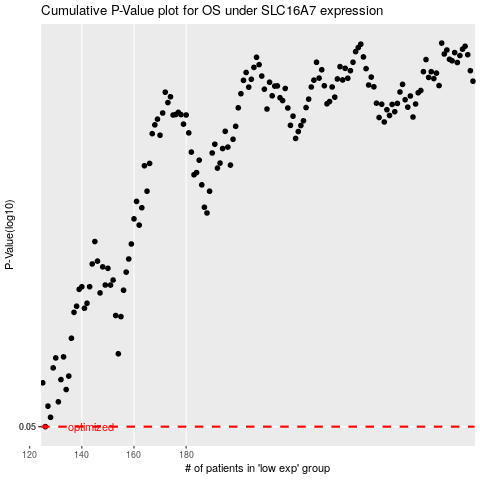 Cumulative P-Value plot for OS under SLC16A7 expression
P-Value(log10)
0.05
optimized
120 140 160 180
# of patients in 'low exp' group